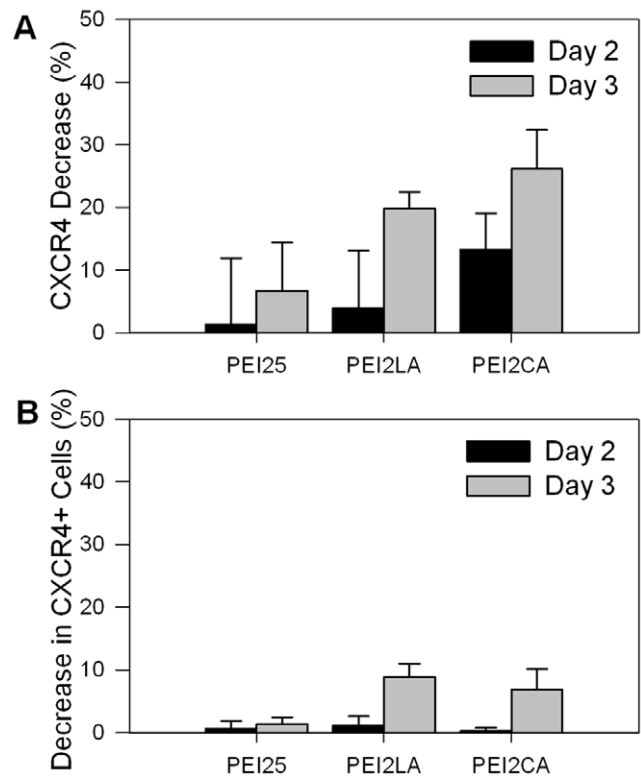 A
CXCR4 Decrease (%)
50
40
30
20
10
0
Day 2
Day 3
PEI25 PEI2LA PEI2CA
B
Decrease in CXCR4+ Cells (%)
50
40
30
20
10
0
Day 2
Day 3
PEI25 PEI2LA PEI2CA